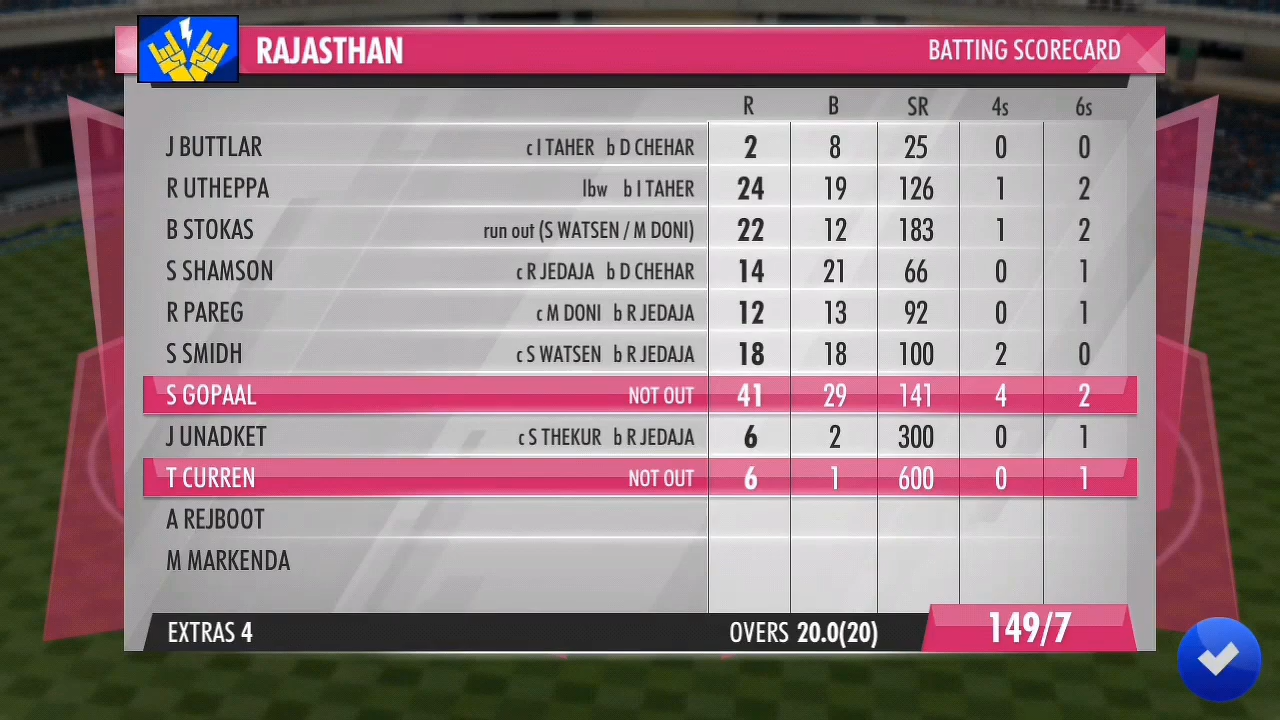 RAJASTHAN BATTING SCORECARD
R B SR 4s 6s
J BUTTLAR c I TAHER b D CHEHAR 2 8 25 0 0
R UTHEPPA lbw b I TAHER 24 19 126 1 2
B STOKAS run out (S WATSEN / M DONI) 22 12 183 1 2
S SHAMSON c R JEDAJA b D CHEHAR 14 21 66 0 1
R PAREG c M DONI b R JEDAJA 12 13 92 0 1
S SMIDH c S WATSEN b R JEDAJA 18 18 100 2 0
S GOPAAL NOT OUT 41 29 141 4 2
J UNADKET c S THEKUR b R JEDAJA 6 2 300 0 1
T CURREN NOT OUT 6 1 600 0 1
A REJBOOT
M MARKENDA
EXTRAS 4 OVERS 20.0(20) 149/7